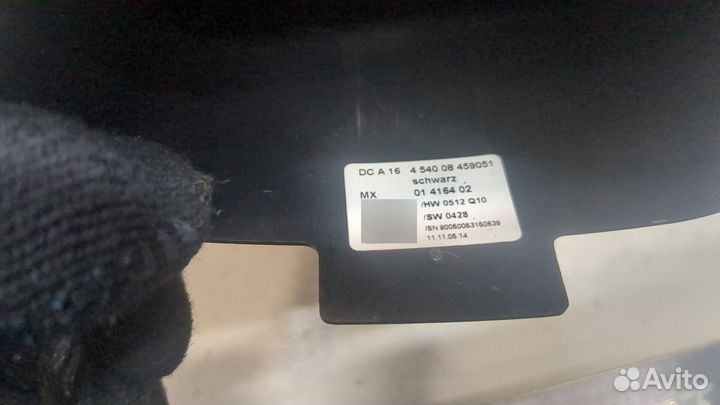 DC A 16 4 540 08 459051
schwarz
MX 01 4164 02
/HW 0512 Q10
/SW 0428
/SN 90050053150639
11.11.05.14
Avito